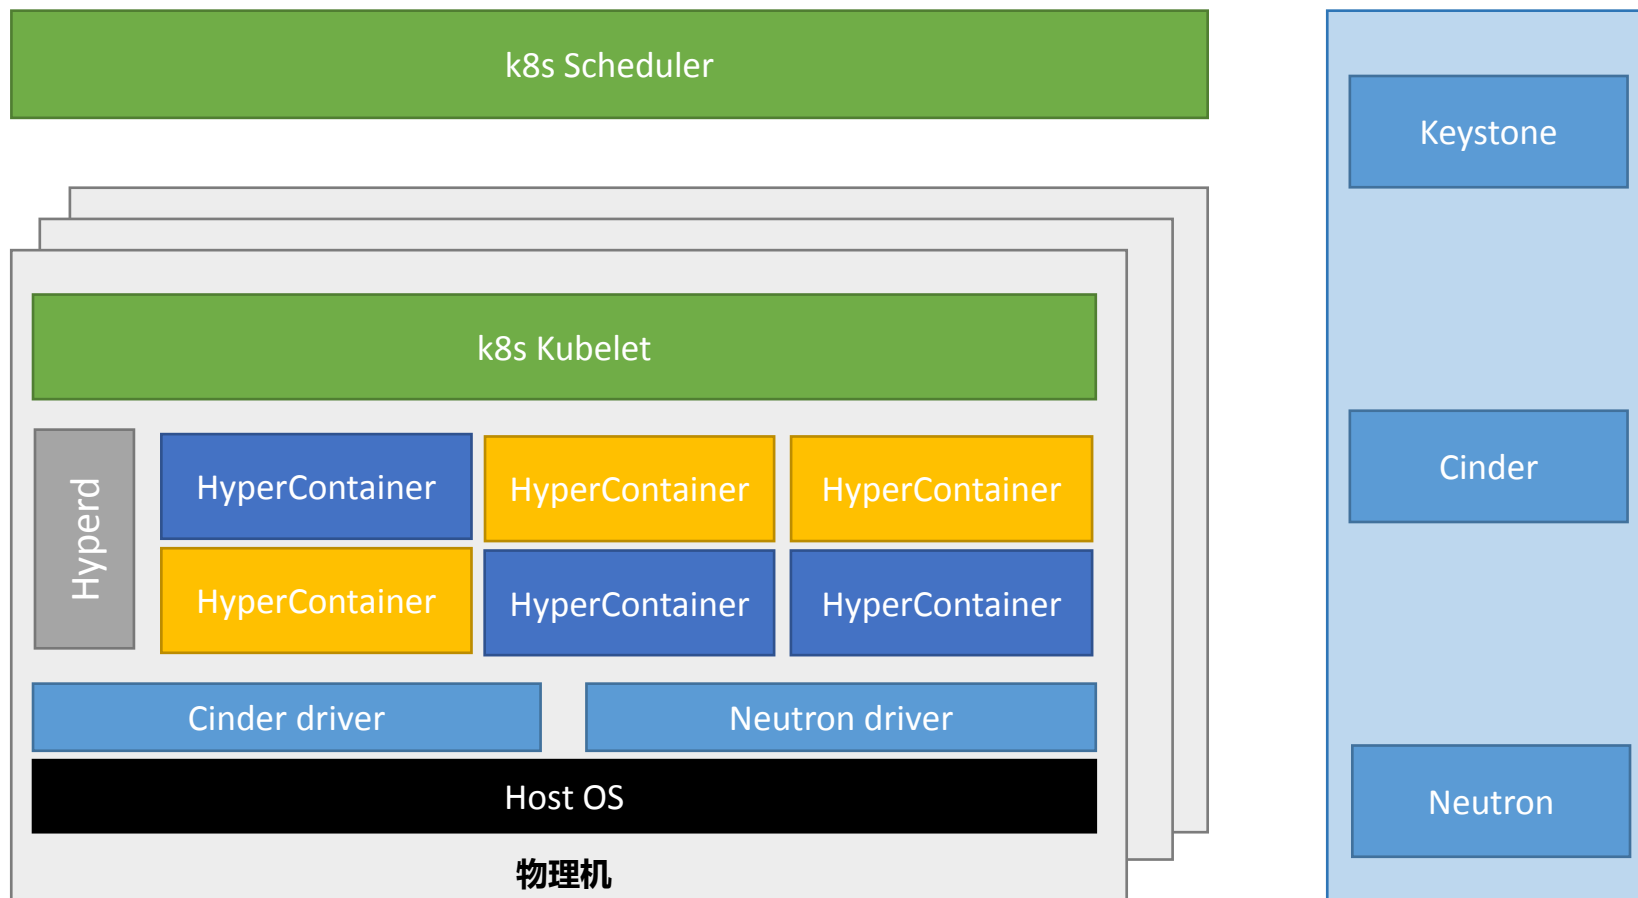 k8s Scheduler
k8s Kubelet
Hyperd
HyperContainer
HyperContainer
HyperContainer
HyperContainer
HyperContainer
HyperContainer
Cinder driver
Neutron driver
Host OS
物理机
Keystone
Cinder
Neutron